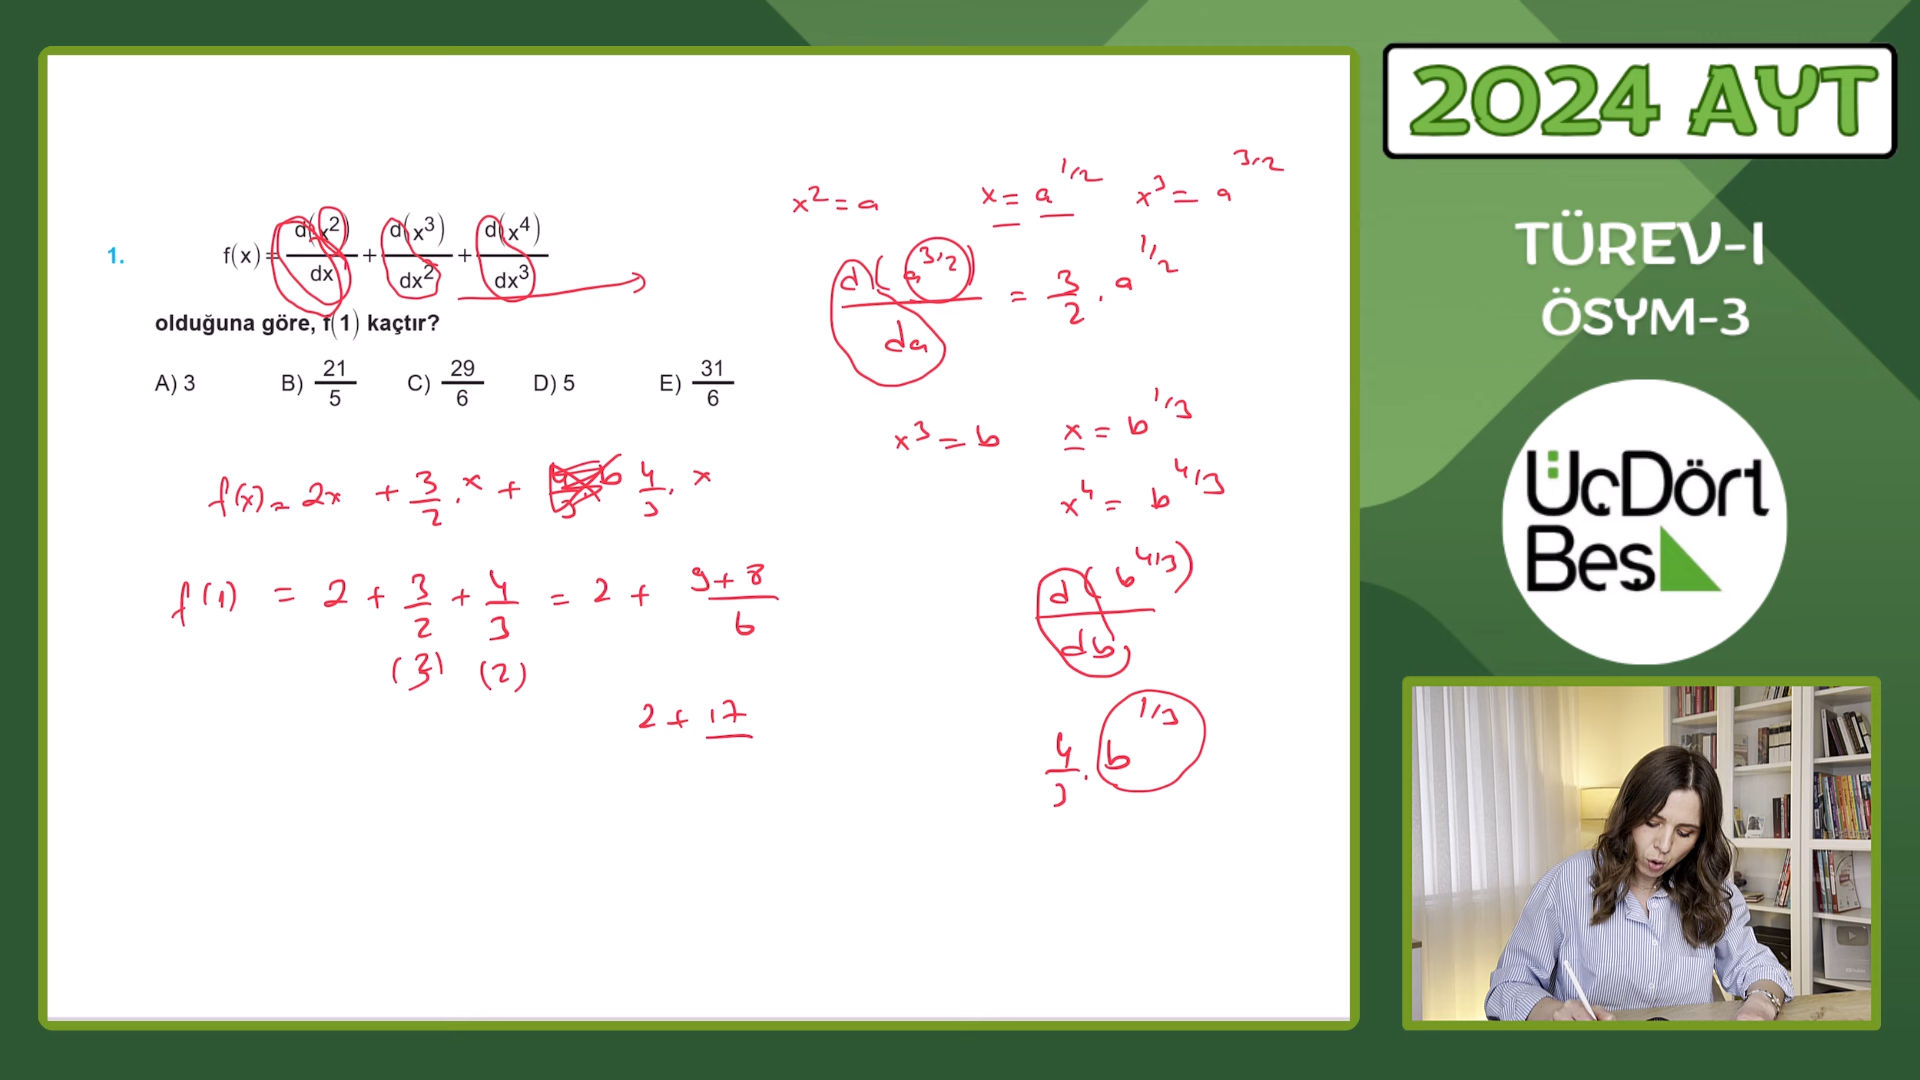 2024 AYT
TÜREV-I
ÖSYM-3
ÜçDört
Beş
1. f(x) = d(x²)/dx + d(x³)/dx² + d(x⁴)/dx³
olduğuna göre, f(1) kaçtır?
A) 3 B) 21/5 C) 29/6 D) 5 E) 31/6
f(x) = 2x + 3/2 . x + 4/3 . x
f(1) = 2 + 3/2 + 4/3 = 2 + 9+8/6
(3) (2)
2 + 17
x² = a x = a^1/2 x³ = a^3/2
d(a^3/2)/da = 3/2 . a^1/2
x³ = b x = b^1/3
x⁴ = b^4/3
d(b^4/3)/db
4/3 . b^1/3